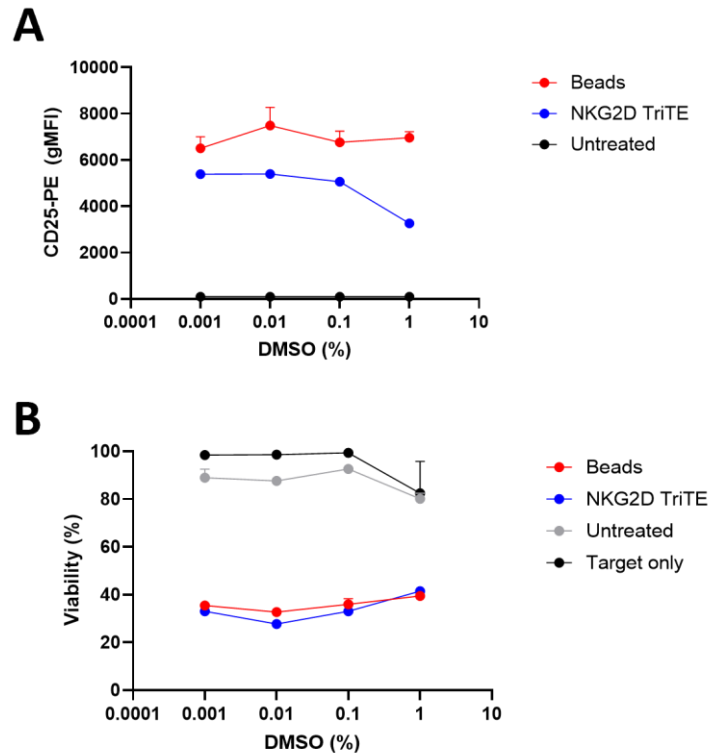 A
CD25-PE (gMFI)
10000
8000
6000
4000
2000
0
0.0001 0.001 0.01 0.1 1 10
DMSO (%)
Beads
NKG2D TriTE
Untreated
B
Viability (%)
100
80
60
40
20
0
0.0001 0.001 0.01 0.1 1 10
DMSO (%)
Beads
NKG2D TriTE
Untreated
Target only